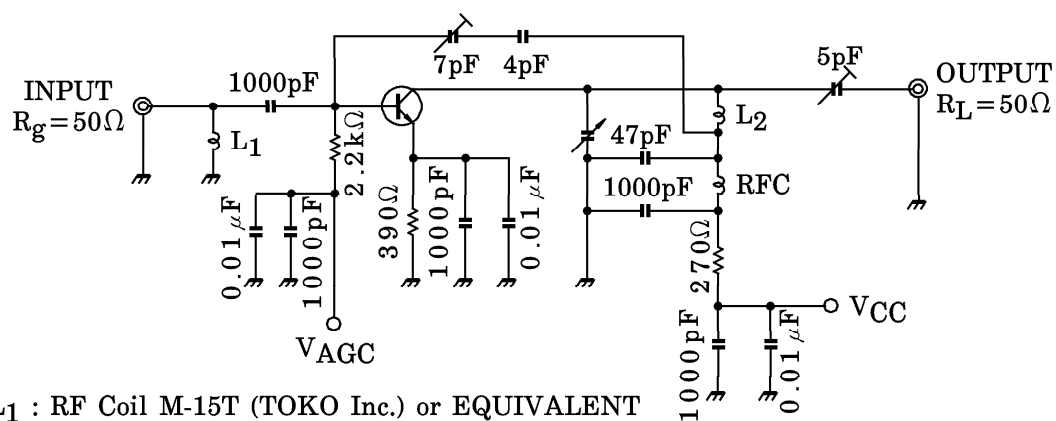 INPUT
Rg=50Ω
1000pF
L1
2.2kΩ
0.01μF
1000pF
VAGC
390Ω
1000pF
0.01μF
7pF
4pF
47pF
1000pF
L2
RFC
270Ω
VCC
1000pF
0.01μF
5pF
OUTPUT
RL=50Ω
L1 : RF Coil M-15T (TOKO Inc.) or EQUIVALENT